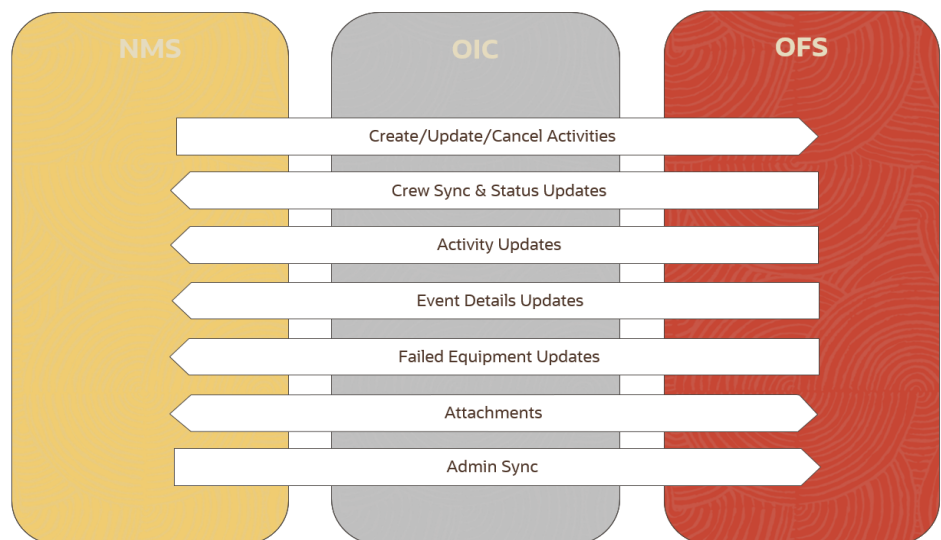 NMS
OIC
OFS
Create/Update/Cancel Activities
Crew Sync & Status Updates
Activity Updates
Event Details Updates
Failed Equipment Updates
Attachments
Admin Sync